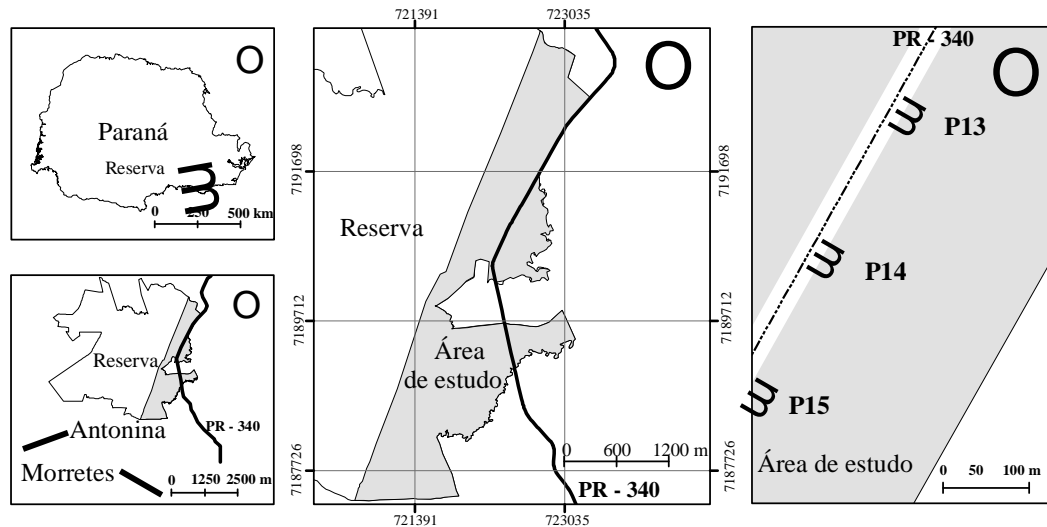 O
Paraná
Reserva
m
m
0 250 500 km
O
Reserva
PR - 340
Antonina
Morretes
0 1250 2500 m
721391 723035
O
7191698 7191698
Reserva
7189712 7189712
Área
de estudo
0 600 1200 m
7187726 7187726
PR - 340
721391 723035
PR - 340
O
m P13
m P14
m P15
Área de estudo
0 50 100 m